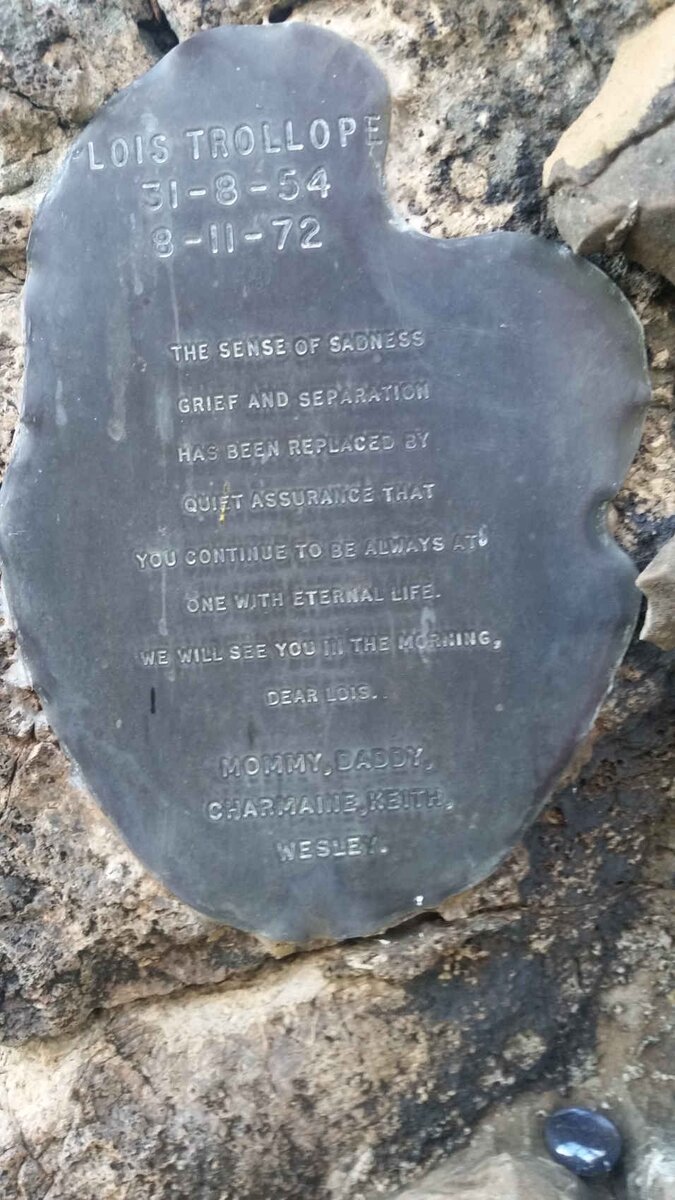 LOIS TROLLOPE
31-8-54
8-11-72
THE SENSE OF SADNESS
GRIEF AND SEPARATION
HAS BEEN REPLACED BY
QUIET ASSURANCE THAT
YOU CONTINUE TO BE ALWAYS AT
ONE WITH ETERNAL LIFE.
WE WILL SEE YOU IN THE MORNING,
DEAR LOIS.
MOMMY, DADDY,
CHARMAINE, KEITH,
WESLEY.